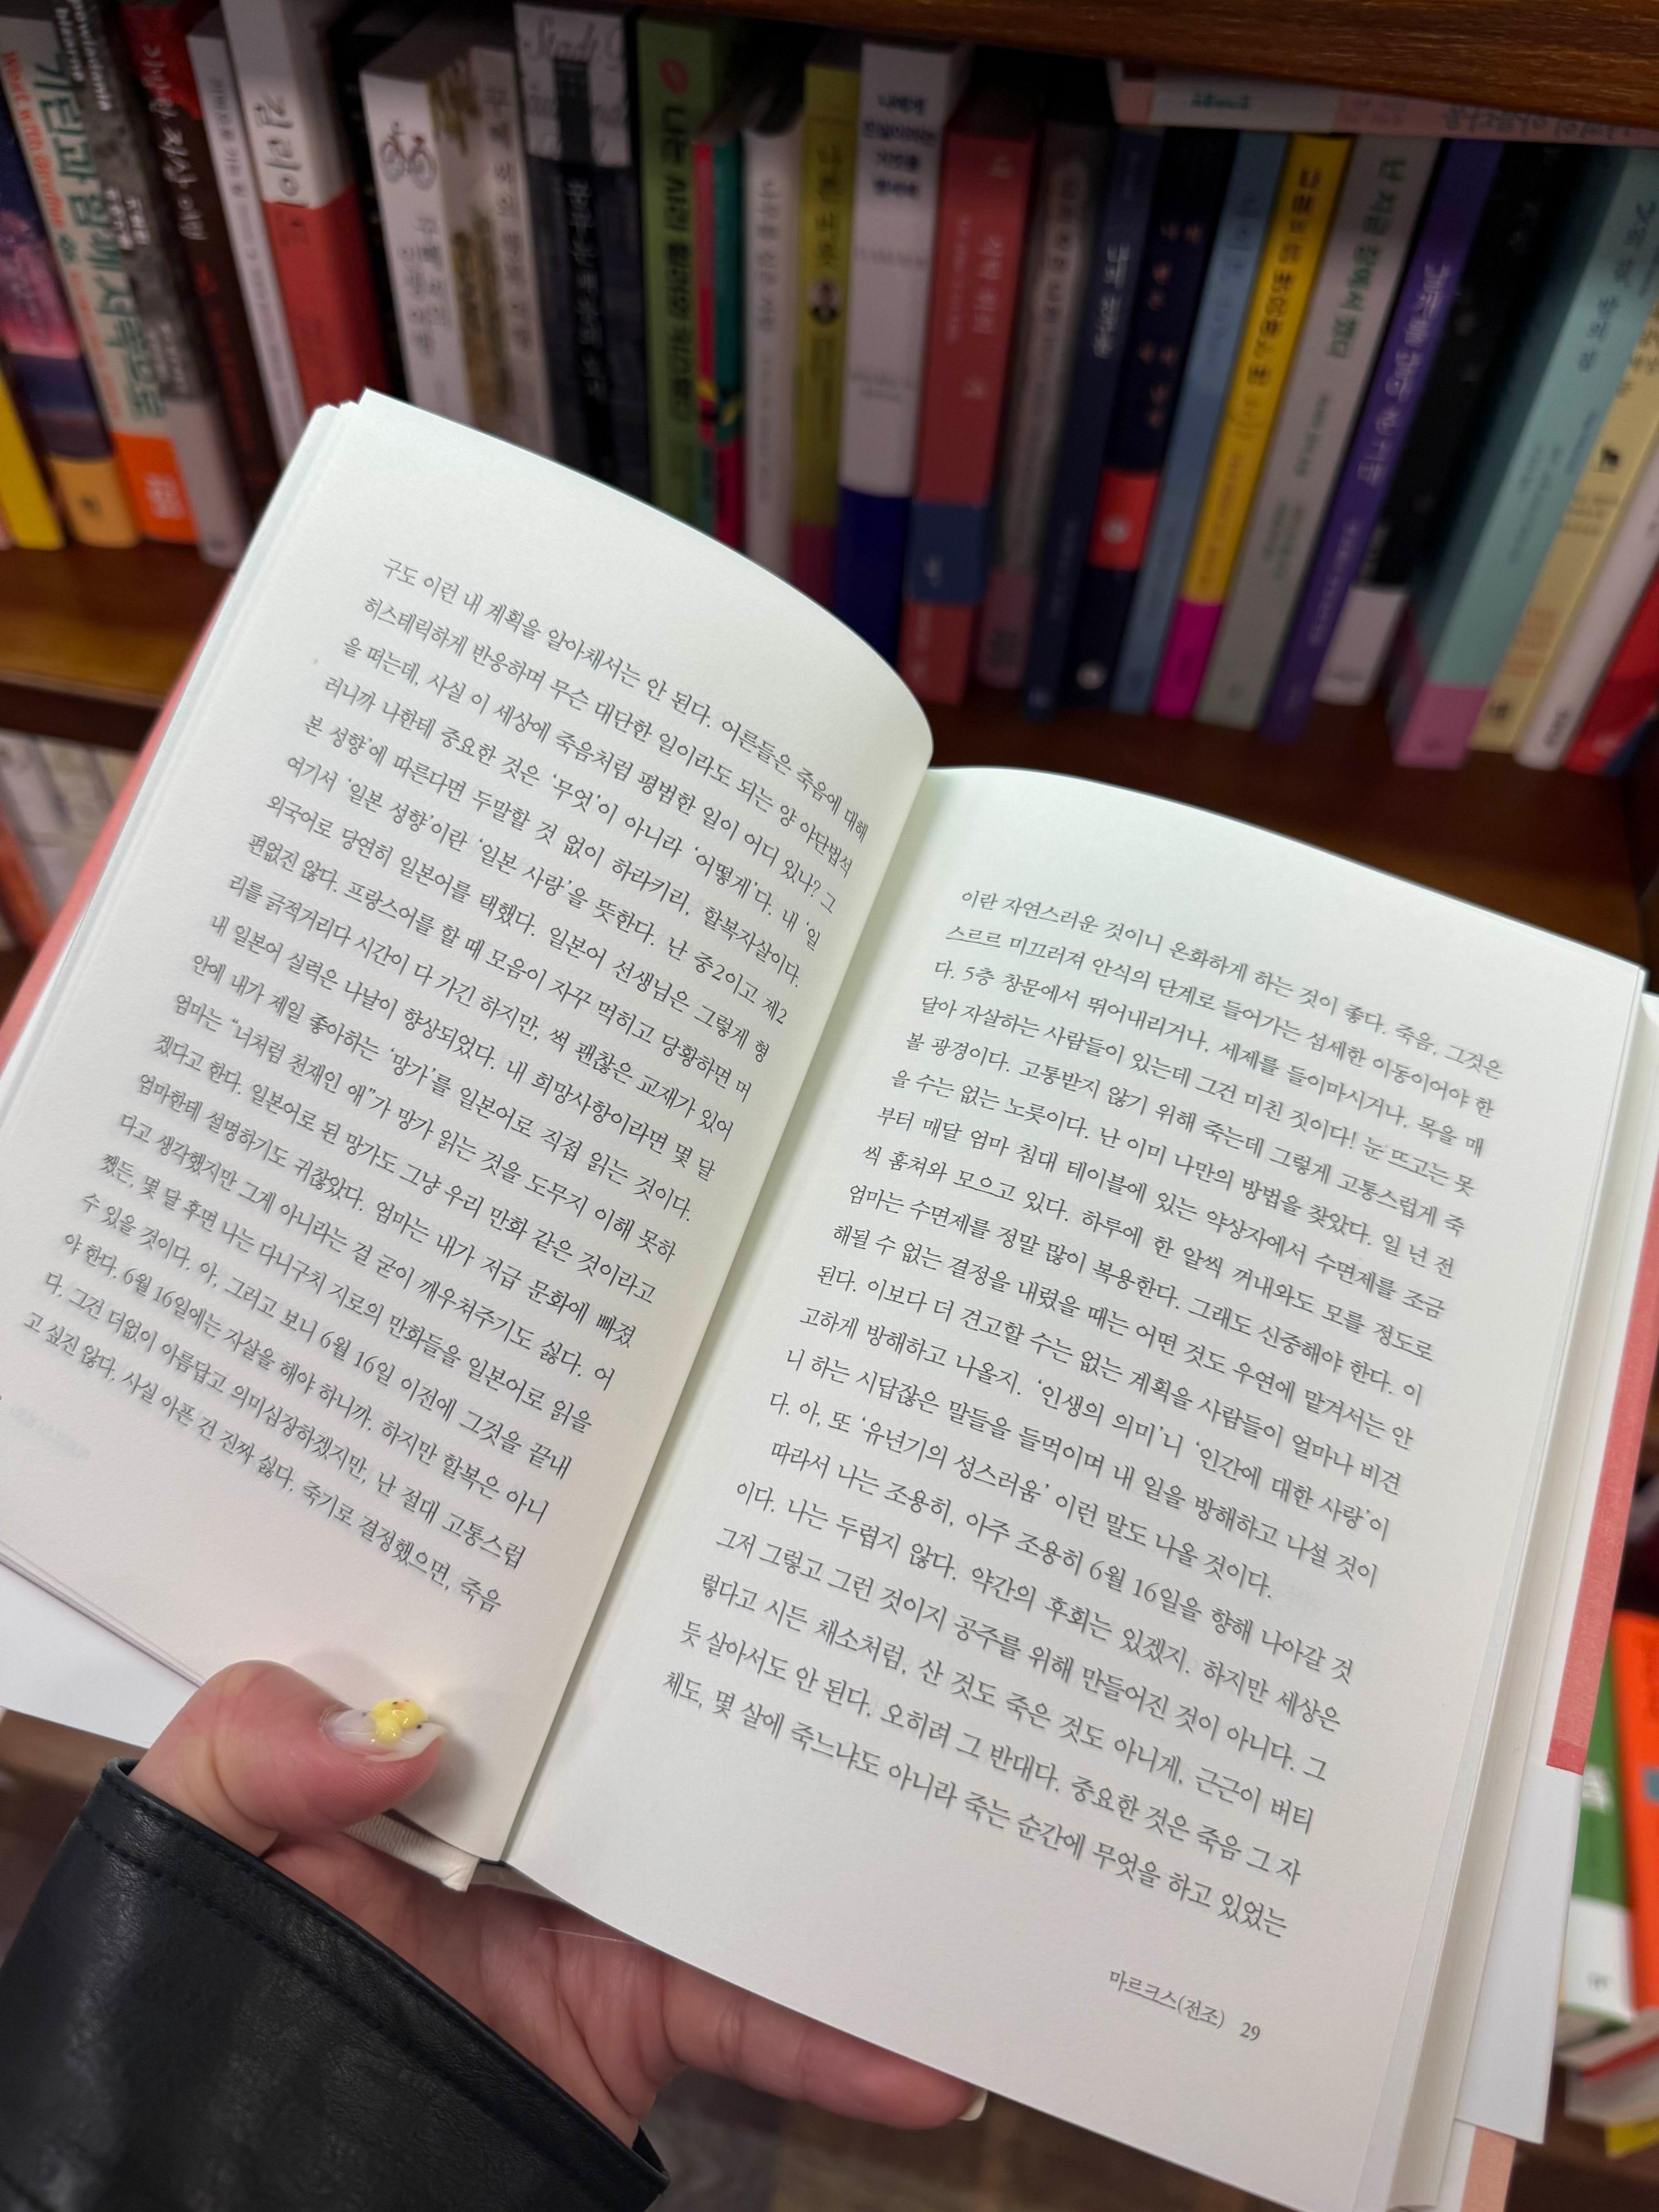 기린과 함께 서쪽으로
난 지금 잠에서 깼다
구도 이런 내 계획을 알아채서는 안 된다. 어른들은 죽음에 대해
히스테릭하게 반응하며 무슨 대단한 일이라도 되는 양 야단법석
을 떠는데, 사실 이 세상에 죽음처럼 평범한 일이 어디 있나? 그
러니까 나한테 중요한 것은 ‘무엇’이 아니라 ‘어떻게’다. 내 ‘일
본 성향’에 따른다면 두말할 것 없이 하라키리, 할복자살이다.
여기서 ‘일본 성향’이란 ‘일본 사랑’을 뜻한다. 난 중2이고 제2
외국어로 당연히 일본어를 택했다. 일본어 선생님은 그렇게 형
편없진 않다. 프랑스어를 할 때 모음이 자꾸 먹히고 당황하면 머
리를 긁적거리다 시간이 다 가긴 하지만, 썩 괜찮은 교재가 있어
내 일본어 실력은 나날이 향상되었다. 내 희망사항이라면 몇 달
안에 내가 제일 좋아하는 ‘망가’를 일본어로 직접 읽는 것이다.
엄마는 “너처럼 천재인 애”가 망가 읽는 것을 도무지 이해 못하
겠다고 한다. 일본어로 된 망가도 그냥 우리 만화 같은 것이라고
엄마한테 설명하기도 귀찮았다. 엄마는 내가 저급 문화에 빠졌
다고 생각했지만 그게 아니라는 걸 굳이 깨우쳐주기도 싫다. 어
쨌든, 몇 달 후면 나는 다니구치 지로의 만화들을 일본어로 읽을
수 있을 것이다. 아, 그러고 보니 6월 16일 이전에 그것을 끝내
야 한다. 6월 16일에는 자살을 해야 하니까. 하지만 할복은 아니
다. 그건 더없이 아름답고 의미심장하겠지만, 난 절대 고통스럽
고 싶진 않다. 사실 아픈 건 진짜 싫다. 죽기로 결정했으면, 죽음
이란 자연스러운 것이니 온화하게 하는 것이 좋다. 죽음, 그것은
스르르 미끄러져 안식의 단계로 들어가는 섬세한 이동이어야 한
다. 5층 창문에서 뛰어내리거나, 세제를 들이마시거나, 목을 매
달아 자살하는 사람들이 있는데 그건 미친 짓이다! 눈 뜨고는 못
볼 광경이다. 고통받지 않기 위해 죽는데 그렇게 고통스럽게 죽
을 수는 없는 노릇이다. 난 이미 나만의 방법을 찾았다. 일 년 전
부터 매달 엄마 침대 테이블에 있는 약상자에서 수면제를 조금
씩 훔쳐와 모으고 있다. 하루에 한 알씩 꺼내와도 모를 정도로
엄마는 수면제를 정말 많이 복용한다. 그래도 신중해야 한다. 이
해될 수 없는 결정을 내렸을 때는 어떤 것도 우연에 맡겨서는 안
된다. 이보다 더 견고할 수는 없는 계획을 사람들이 얼마나 비견
고하게 방해하고 나올지. ‘인생의 의미’니 ‘인간에 대한 사랑’이
니 하는 시답잖은 말들을 들먹이며 내 일을 방해하고 나설 것이
다. 아, 또 ‘유년기의 성스러움’ 이런 말도 나올 것이다.
따라서 나는 조용히, 아주 조용히 6월 16일을 향해 나아갈 것
이다. 나는 두렵지 않다. 약간의 후회는 있겠지. 하지만 세상은
그저 그렇고 그런 것이지 공주를 위해 만들어진 것이 아니다. 그
렇다고 시든 채소처럼, 산 것도 죽은 것도 아니게, 근근이 버티
듯 살아서도 안 된다. 오히려 그 반대다. 중요한 것은 죽음 그 자
체도, 몇 살에 죽느냐도 아니라 죽는 순간에 무엇을 하고 있었는
마르크스(전조) 29